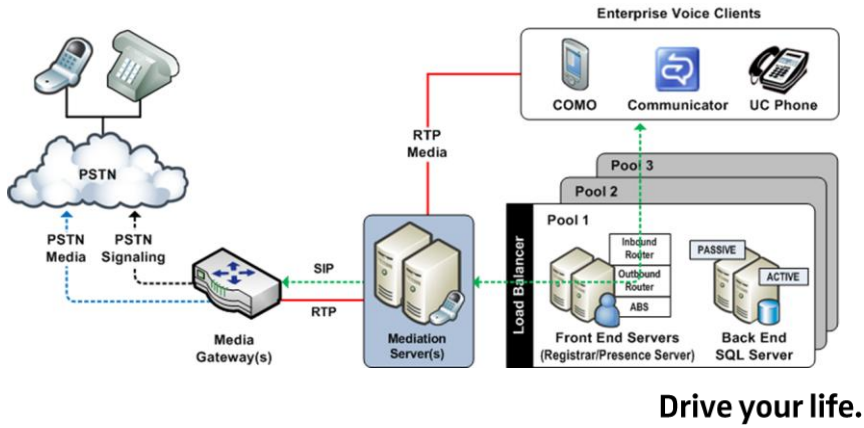 Enterprise Voice Clients
COMO
Communicator
UC Phone
RTP
Media
PSTN
Pool 3
Pool 2
Pool 1
PSTN
Media
PSTN
Signaling
SIP
RTP
Media
Gateway(s)
Mediation
Server(s)
Load Balancer
Inbound
Router
Outbound
Router
ABS
Front End Servers
(Registrar/Presence Server)
PASSIVE
ACTIVE
Back End
SQL Server
Drive your life.